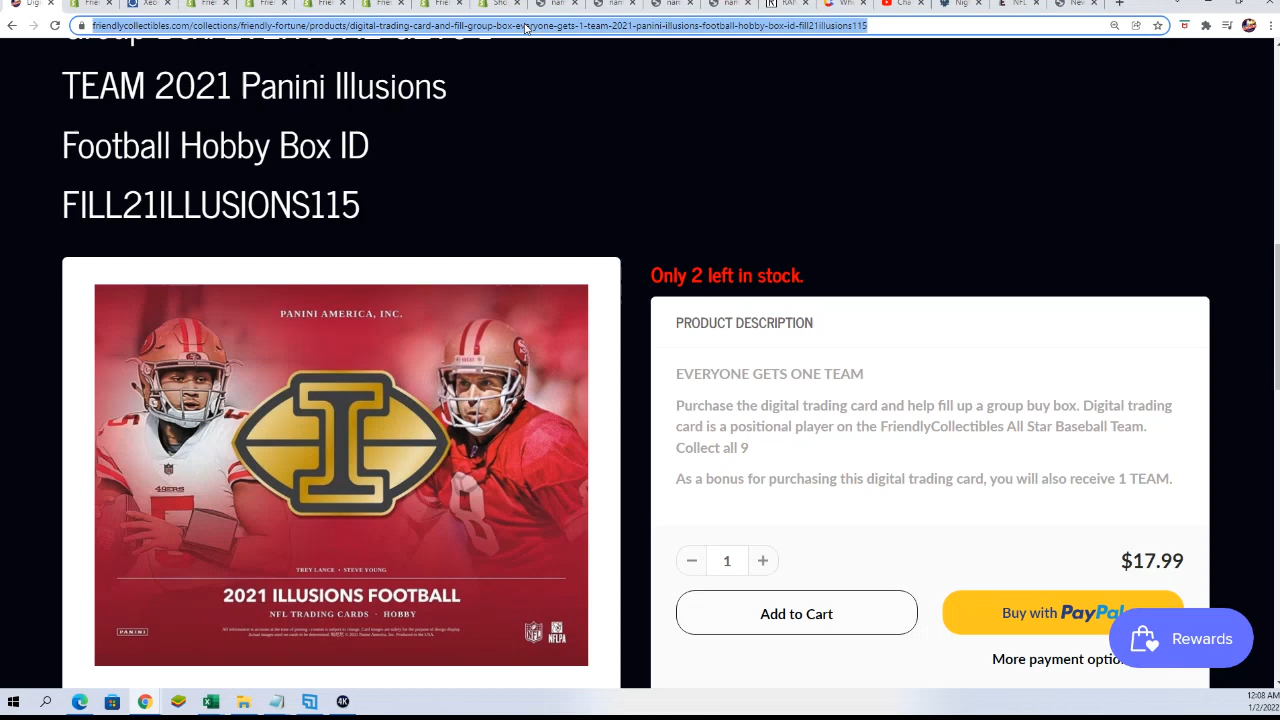 friendlycollectibles.com/collections/friendly-fortune/products/digital-trading-card-and-fill-group-box-everyone-gets-1-team-2021-panini-illusions-football-hobby-box-id-fill21illusions115
TEAM 2021 Panini Illusions
Football Hobby Box ID
FILL21ILLUSIONS115
PANINI AMERICA, INC.
49ERS
TREY LANCE • STEVE YOUNG
2021 ILLUSIONS FOOTBALL
NFL TRADING CARDS · HOBBY
PANINI
NFL
NFLPA
Only 2 left in stock.
PRODUCT DESCRIPTION
EVERYONE GETS ONE TEAM
Purchase the digital trading card and help fill up a group buy box. Digital trading
card is a positional player on the FriendlyCollectibles All Star Baseball Team.
Collect all 9
As a bonus for purchasing this digital trading card, you will also receive 1 TEAM.
1
$17.99
Add to Cart
Buy with PayPal
More payment optio
Rewards
12:08 AM
1/2/2022